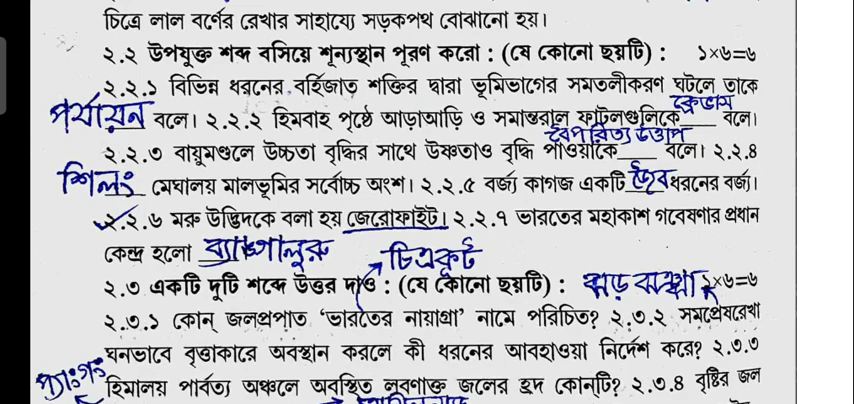 চিত্রে লাল বর্ণের রেখার সাহায্যে সড়কপথ বোঝানো হয়।
২.২ উপযুক্ত শব্দ বসিয়ে শূন্যস্থান পূরণ করো : (যে কোনো ছয়টি) : ১×৬=৬
২.২.১ বিভিন্ন ধরনের বর্হিজাত শক্তির দ্বারা ভূমিভাগের সমতলীকরণ ঘটলে তাকে
পর্যায়ন বলে। ২.২.২ হিমবাহ পৃষ্ঠে আড়াআড়ি ও সমান্তরাল ফাটলগুলিকে ক্রেভাস বলে।
২.২.৩ বায়ুমণ্ডলে উচ্চতা বৃদ্ধির সাথে উষ্ণতাও বৃদ্ধি পাওয়াকে বৈপরিত্য উত্তাপ বলে। ২.২.৪
শিলং মেঘালয় মালভূমির সর্বোচ্চ অংশ। ২.২.৫ বর্জ্য কাগজ একটি জৈব ধরনের বর্জ্য।
২.২.৬ মরু উদ্ভিদকে বলা হয় জেরোফাইট। ২.২.৭ ভারতের মহাকাশ গবেষণার প্রধান
কেন্দ্র হলো ব্যাঙ্গালুরু চিত্রকূট
২.৩ একটি দুটি শব্দে উত্তর দাও : (যে কোনো ছয়টি) : ঝড় ঝঞ্ঝা ১×৬=৬
২.৩.১ কোন্ জলপ্রপাত ‘ভারতের নায়াগ্রা’ নামে পরিচিত? ২.৩.২ সমপ্রেষরেখা
ঘনভাবে বৃত্তাকারে অবস্থান করলে কী ধরনের আবহাওয়া নির্দেশ করে? ২.৩.৩
প্যাংগং হিমালয় পার্বত্য অঞ্চলে অবস্থিত লবণাক্ত জলের হ্রদ কোন্‌টি? ২.৩.৪ বৃষ্টির জল